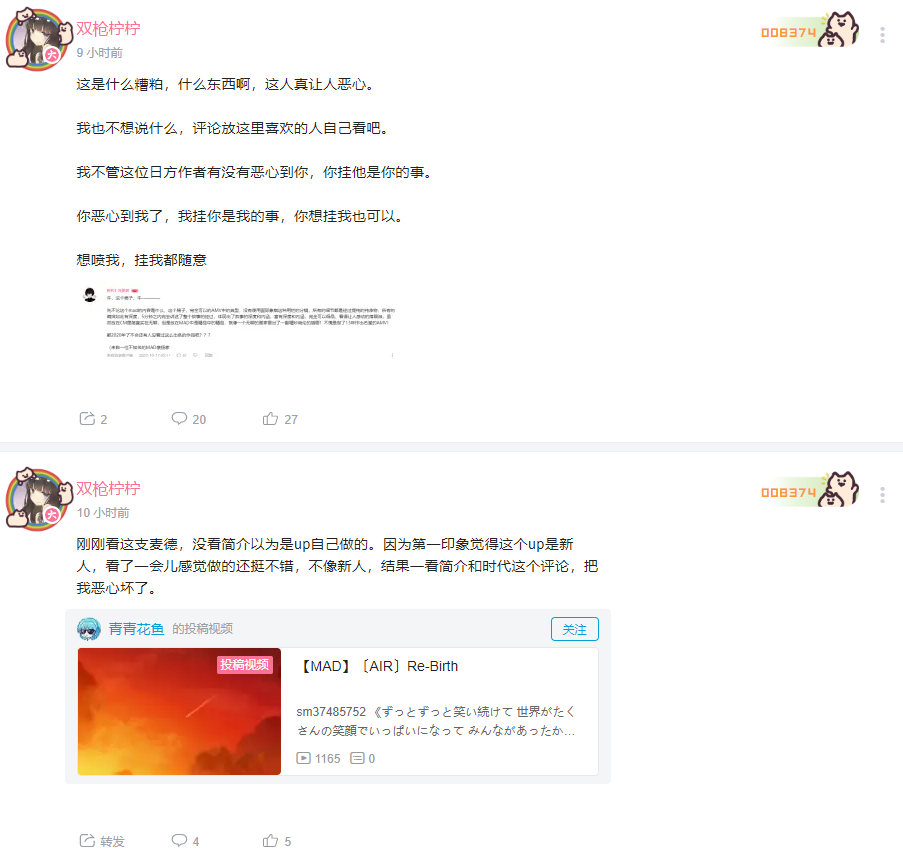 双枪柠柠
008374
9 小时前
这是什么糟粕，什么东西啊，这人真让人恶心。
我也不想说什么，评论放这里喜欢的人自己看吧。
我不管这位日方作者有没有恶心到你，你挂他是你的事。
你恶心到我了，我挂你是我的事，你想挂我也可以。
想喷我，挂我都随意
2
20
27
双枪柠柠
008374
大
10 小时前
刚刚看这支麦德，没看简介以为是up自己做的。因为第一印象觉得这个up是新
人，看了一会儿感觉做的还挺不错，不像新人，结果一看简介和时代这个评论，把
我恶心坏了。
青青花鱼 的投稿视频
关注
投稿视频
【MAD】〔AIR〕Re-Birth
sm37485752 《ずっとずっと笑い続けて 世界がたく
さんの笑顔でいっぱいになって みんながあったか…
1165
0
转发
4
5